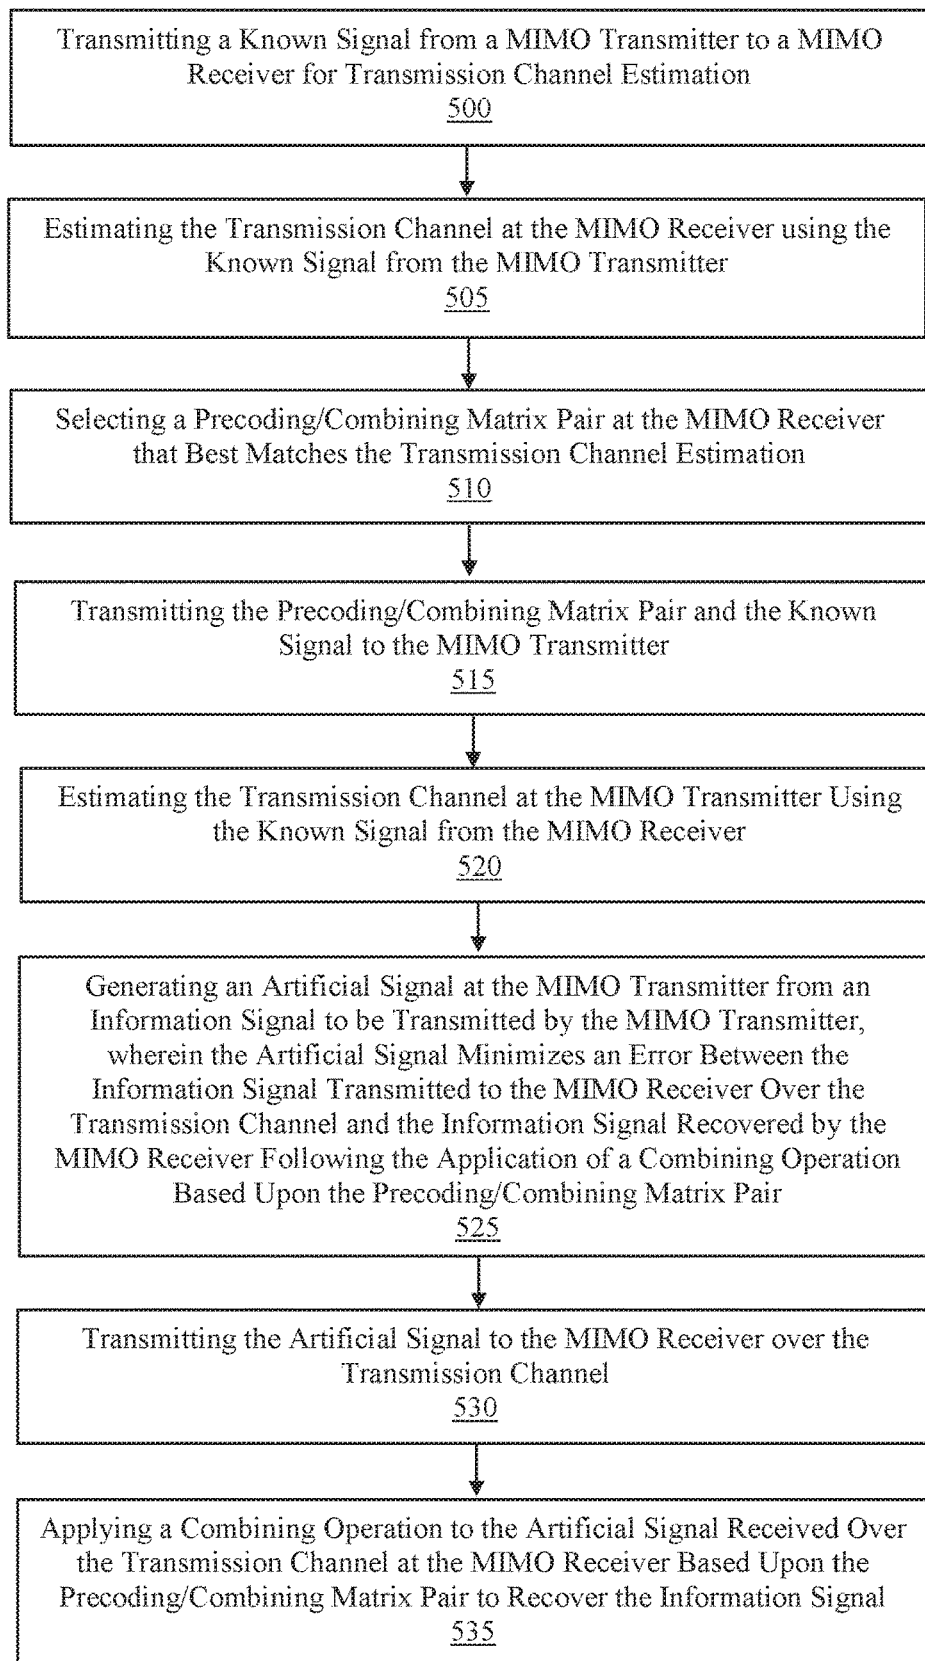 Transmitting a Known Signal from a MIMO Transmitter to a MIMO
Receiver for Transmission Channel Estimation
500
Estimating the Transmission Channel at the MIMO Receiver using the
Known Signal from the MIMO Transmitter
505
Selecting a Precoding/Combining Matrix Pair at the MIMO Receiver
that Best Matches the Transmission Channel Estimation
510
Transmitting the Precoding/Combining Matrix Pair and the Known
Signal to the MIMO Transmitter
515
Estimating the Transmission Channel at the MIMO Transmitter Using
the Known Signal from the MIMO Receiver
520
Generating an Artificial Signal at the MIMO Transmitter from an
Information Signal to be Transmitted by the MIMO Transmitter,
wherein the Artificial Signal Minimizes an Error Between the
Information Signal Transmitted to the MIMO Receiver Over the
Transmission Channel and the Information Signal Recovered by the
MIMO Receiver Following the Application of a Combining Operation
Based Upon the Precoding/Combining Matrix Pair
525
Transmitting the Artificial Signal to the MIMO Receiver over the
Transmission Channel
530
Applying a Combining Operation to the Artificial Signal Received Over
the Transmission Channel at the MIMO Receiver Based Upon the
Precoding/Combining Matrix Pair to Recover the Information Signal
535